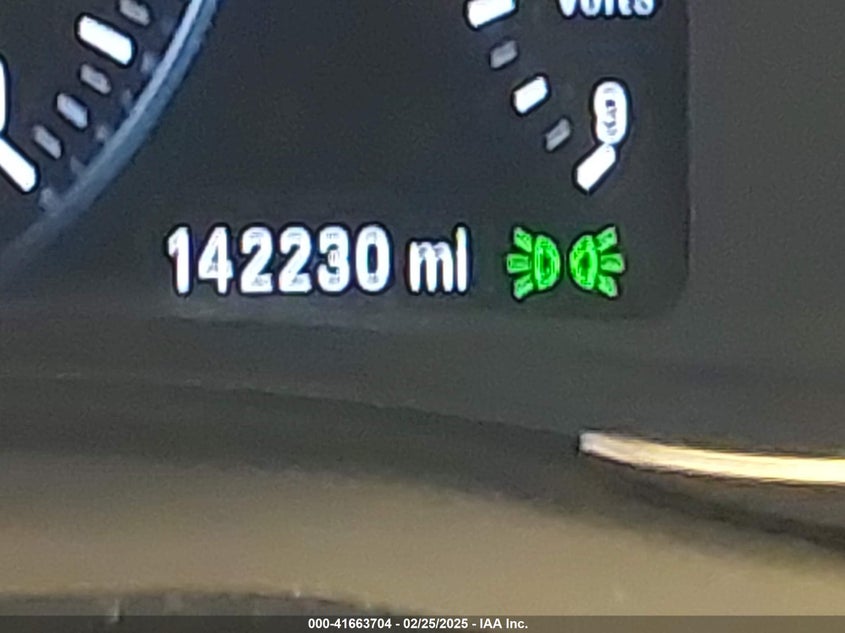 Volts
9
142230 mi
000-41663704 - 02/25/2025 - IAA Inc.